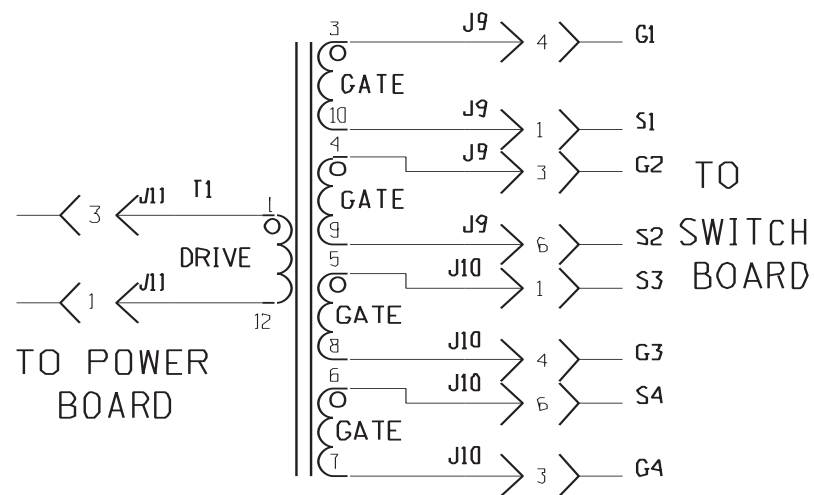 3 J9 4 G1
GATE
10 J9 1 S1
4 J9 3 G2
GATE
9 J9 6 S2
TO
SWITCH
BOARD
3 J11 T1 1
DRIVE
1 J11 12
TO POWER
BOARD
5 J10 1 S3
GATE
8 J10 4 G3
6 J10 6 S4
GATE
7 J10 3 G4